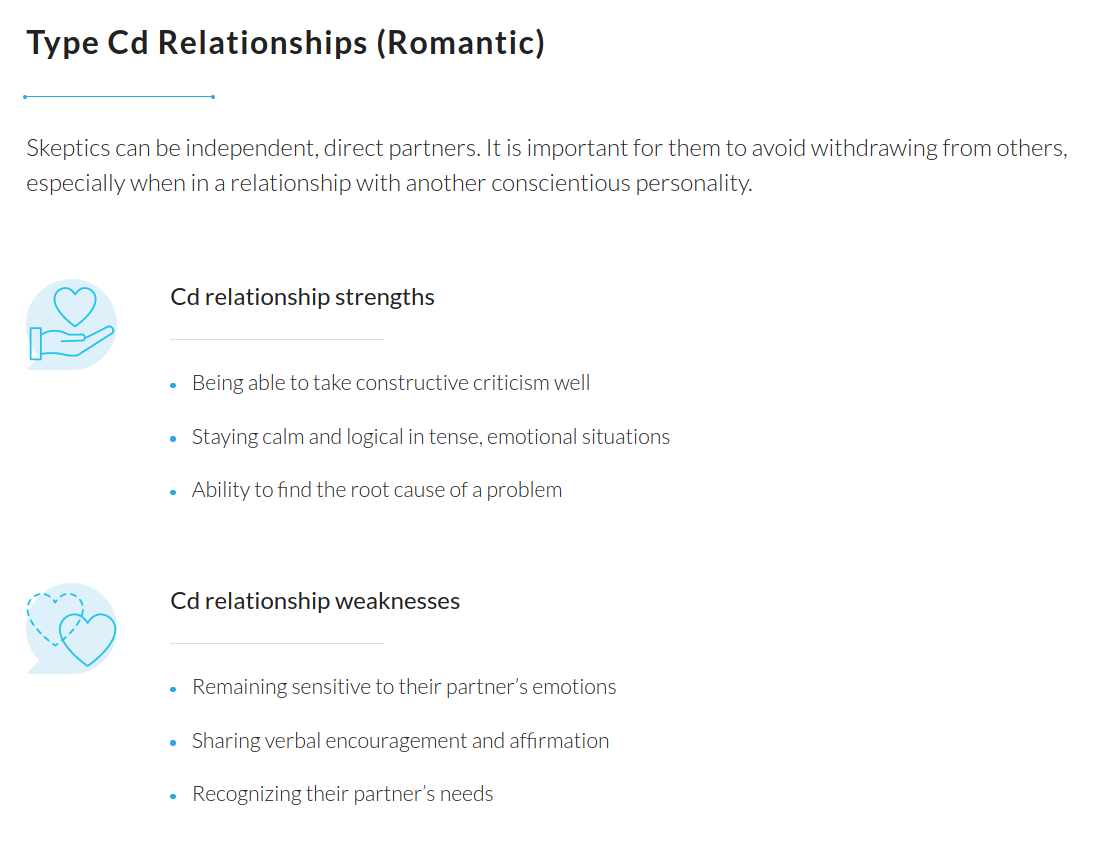 Type Cd Relationships (Romantic)
Skeptics can be independent, direct partners. It is important for them to avoid withdrawing from others,
especially when in a relationship with another conscientious personality.
Cd relationship strengths
Being able to take constructive criticism well
Staying calm and logical in tense, emotional situations
Ability to find the root cause of a problem
Cd relationship weaknesses
Remaining sensitive to their partner’s emotions
Sharing verbal encouragement and affirmation
Recognizing their partner’s needs